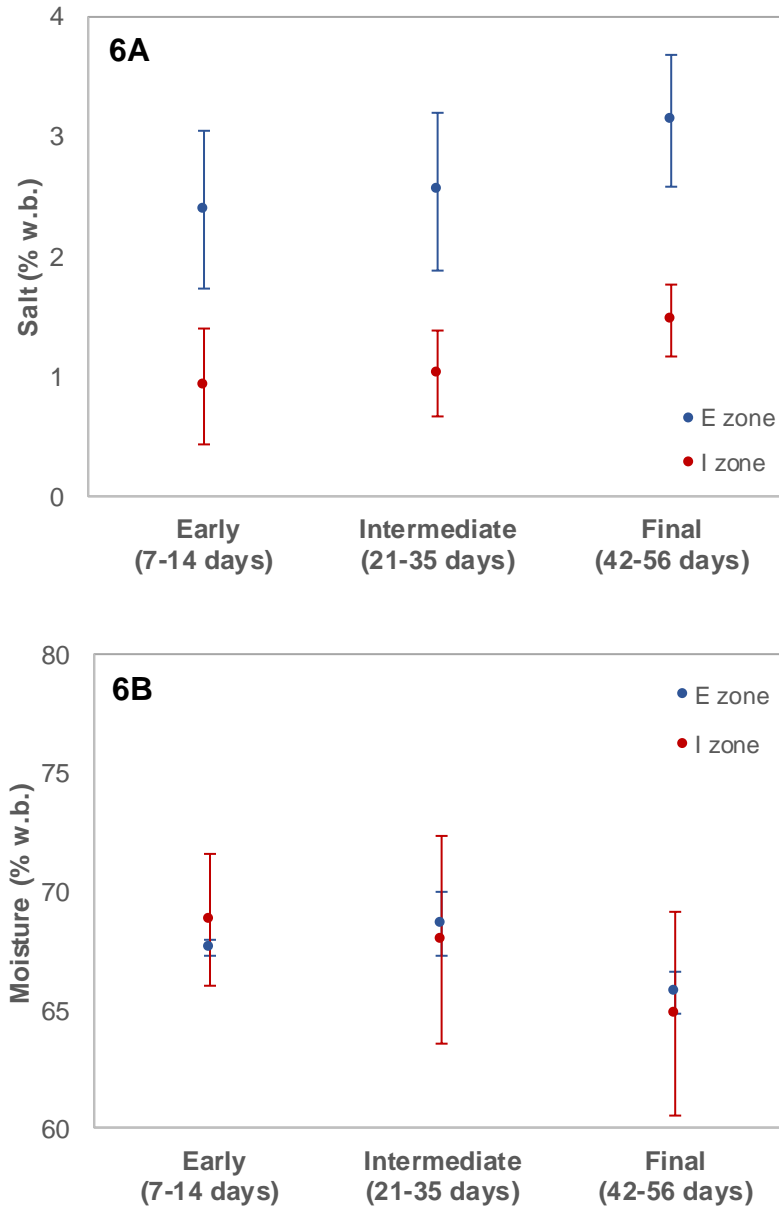 6A
4
3
2
1
0
Salt (% w.b.)
E zone
I zone
Early
(7-14 days)
Intermediate
(21-35 days)
Final
(42-56 days)
6B
80
75
70
65
60
Moisture (% w.b.)
E zone
I zone
Early
(7-14 days)
Intermediate
(21-35 days)
Final
(42-56 days)